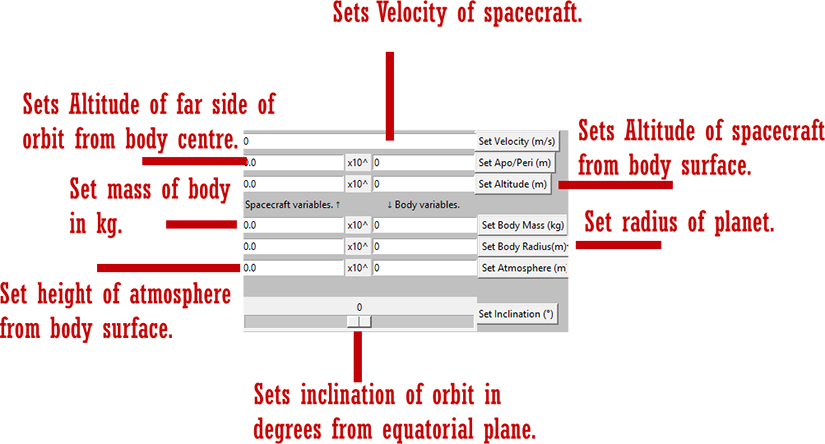 Sets Velocity of spacecraft.
Sets Altitude of far side of
orbit from body centre.
Sets Altitude of spacecraft
from body surface.
Set mass of body
in kg.
Set radius of planet.
Set height of atmosphere
from body surface.
0 Set Velocity (m/s)
0.0 x10^ 0 Set Apo/Peri (m)
0.0 x10^ 0 Set Altitude (m)
Spacecraft variables. ↑ ↓ Body variables.
0.0 x10^ 0 Set Body Mass (kg)
0.0 x10^ 0 Set Body Radius(m)
0.0 x10^ 0 Set Atmosphere (m
0
Set Inclination (°)
Sets inclination of orbit in
degrees from equatorial plane.